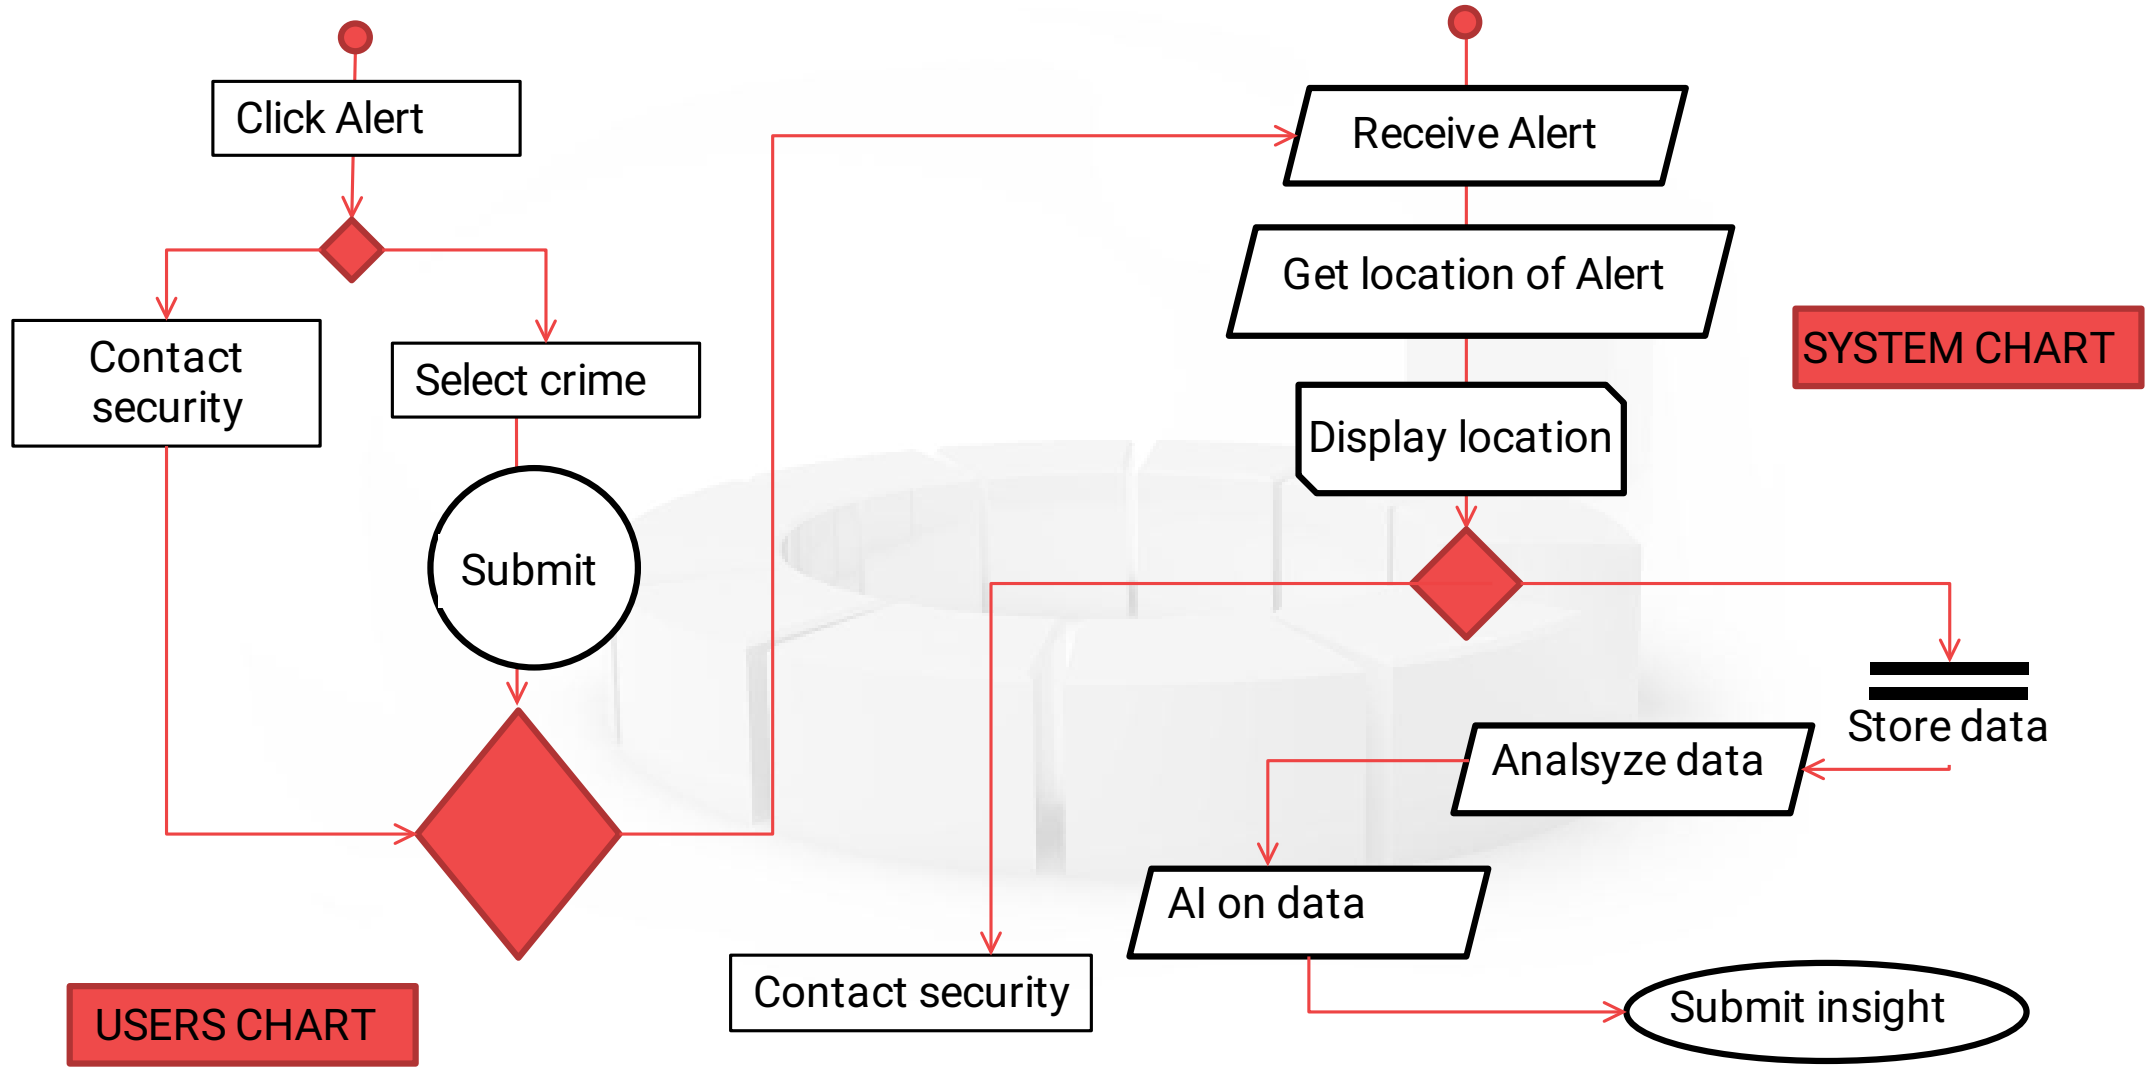 Click Alert
Contact
security
Select crime
Submit
USERS CHART
Receive Alert
Get location of Alert
Display location
SYSTEM CHART
Store data
Analsyze data
AI on data
Contact security
Submit insight